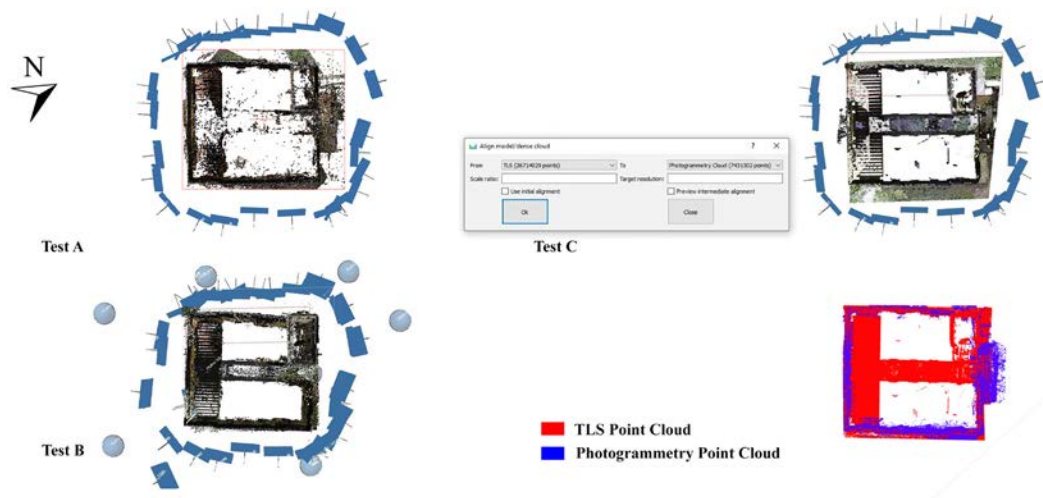 N
Align model/dense cloud
?
X
From
TLS (26714029 points)
To
Photogrammetry Cloud (7431302 points)
Scale ratio:
Target resolution:
Use initial alignment
Preview intermediate alignment
Ok
Close
Test A
Test C
Test B
TLS Point Cloud
Photogrammetry Point Cloud